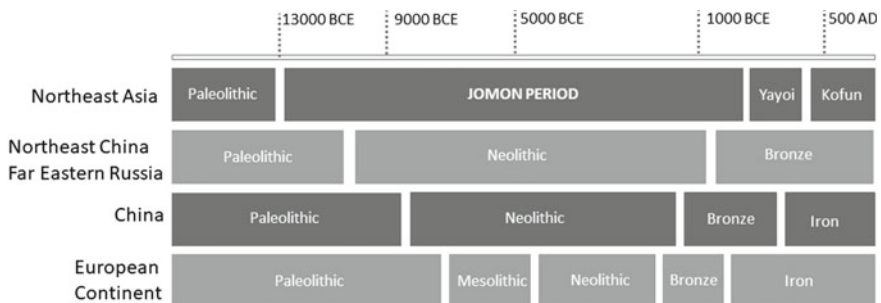 13000 BCE 9000 BCE 5000 BCE 1000 BCE 500 AD
Northeast Asia Paleolithic JOMON PERIOD Yayoi Kofun
Northeast China
Far Eastern Russia Paleolithic Neolithic Bronze
China Paleolithic Neolithic Bronze Iron
European
Continent Paleolithic Mesolithic Neolithic Bronze Iron